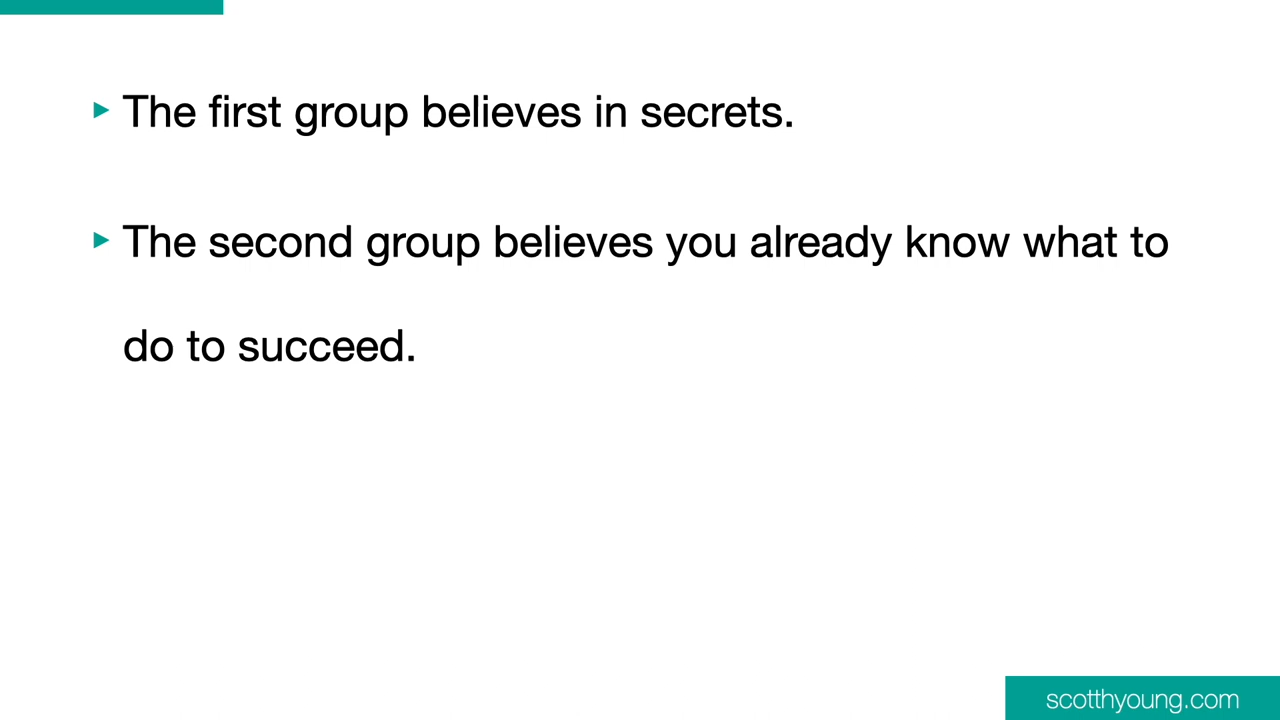 The first group believes in secrets.
The second group believes you already know what to
do to succeed.
scotthyoung.com